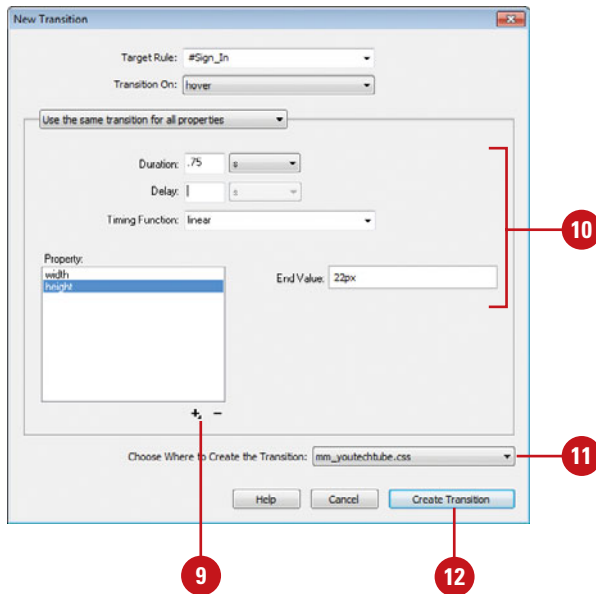 New Transition
Target Rule: #Sign_In
Transition On: hover
Use the same transition for all properties
Duration: .75 s
Delay: s
Timing Function: linear
Property:
width
height
End Value: 22px
10
+ −
Choose Where to Create the Transition: mm_youtechtube.css
11
Help Cancel Create Transition
9
12